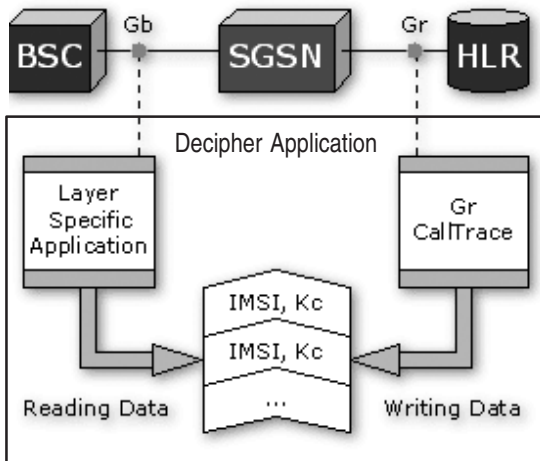 Gb
Gr
BSC
SGSN
HLR
Decipher Application
Layer
Specific
Application
Gr
CallTrace
IMSI, Kc
IMSI, Kc
...
Reading Data
Writing Data